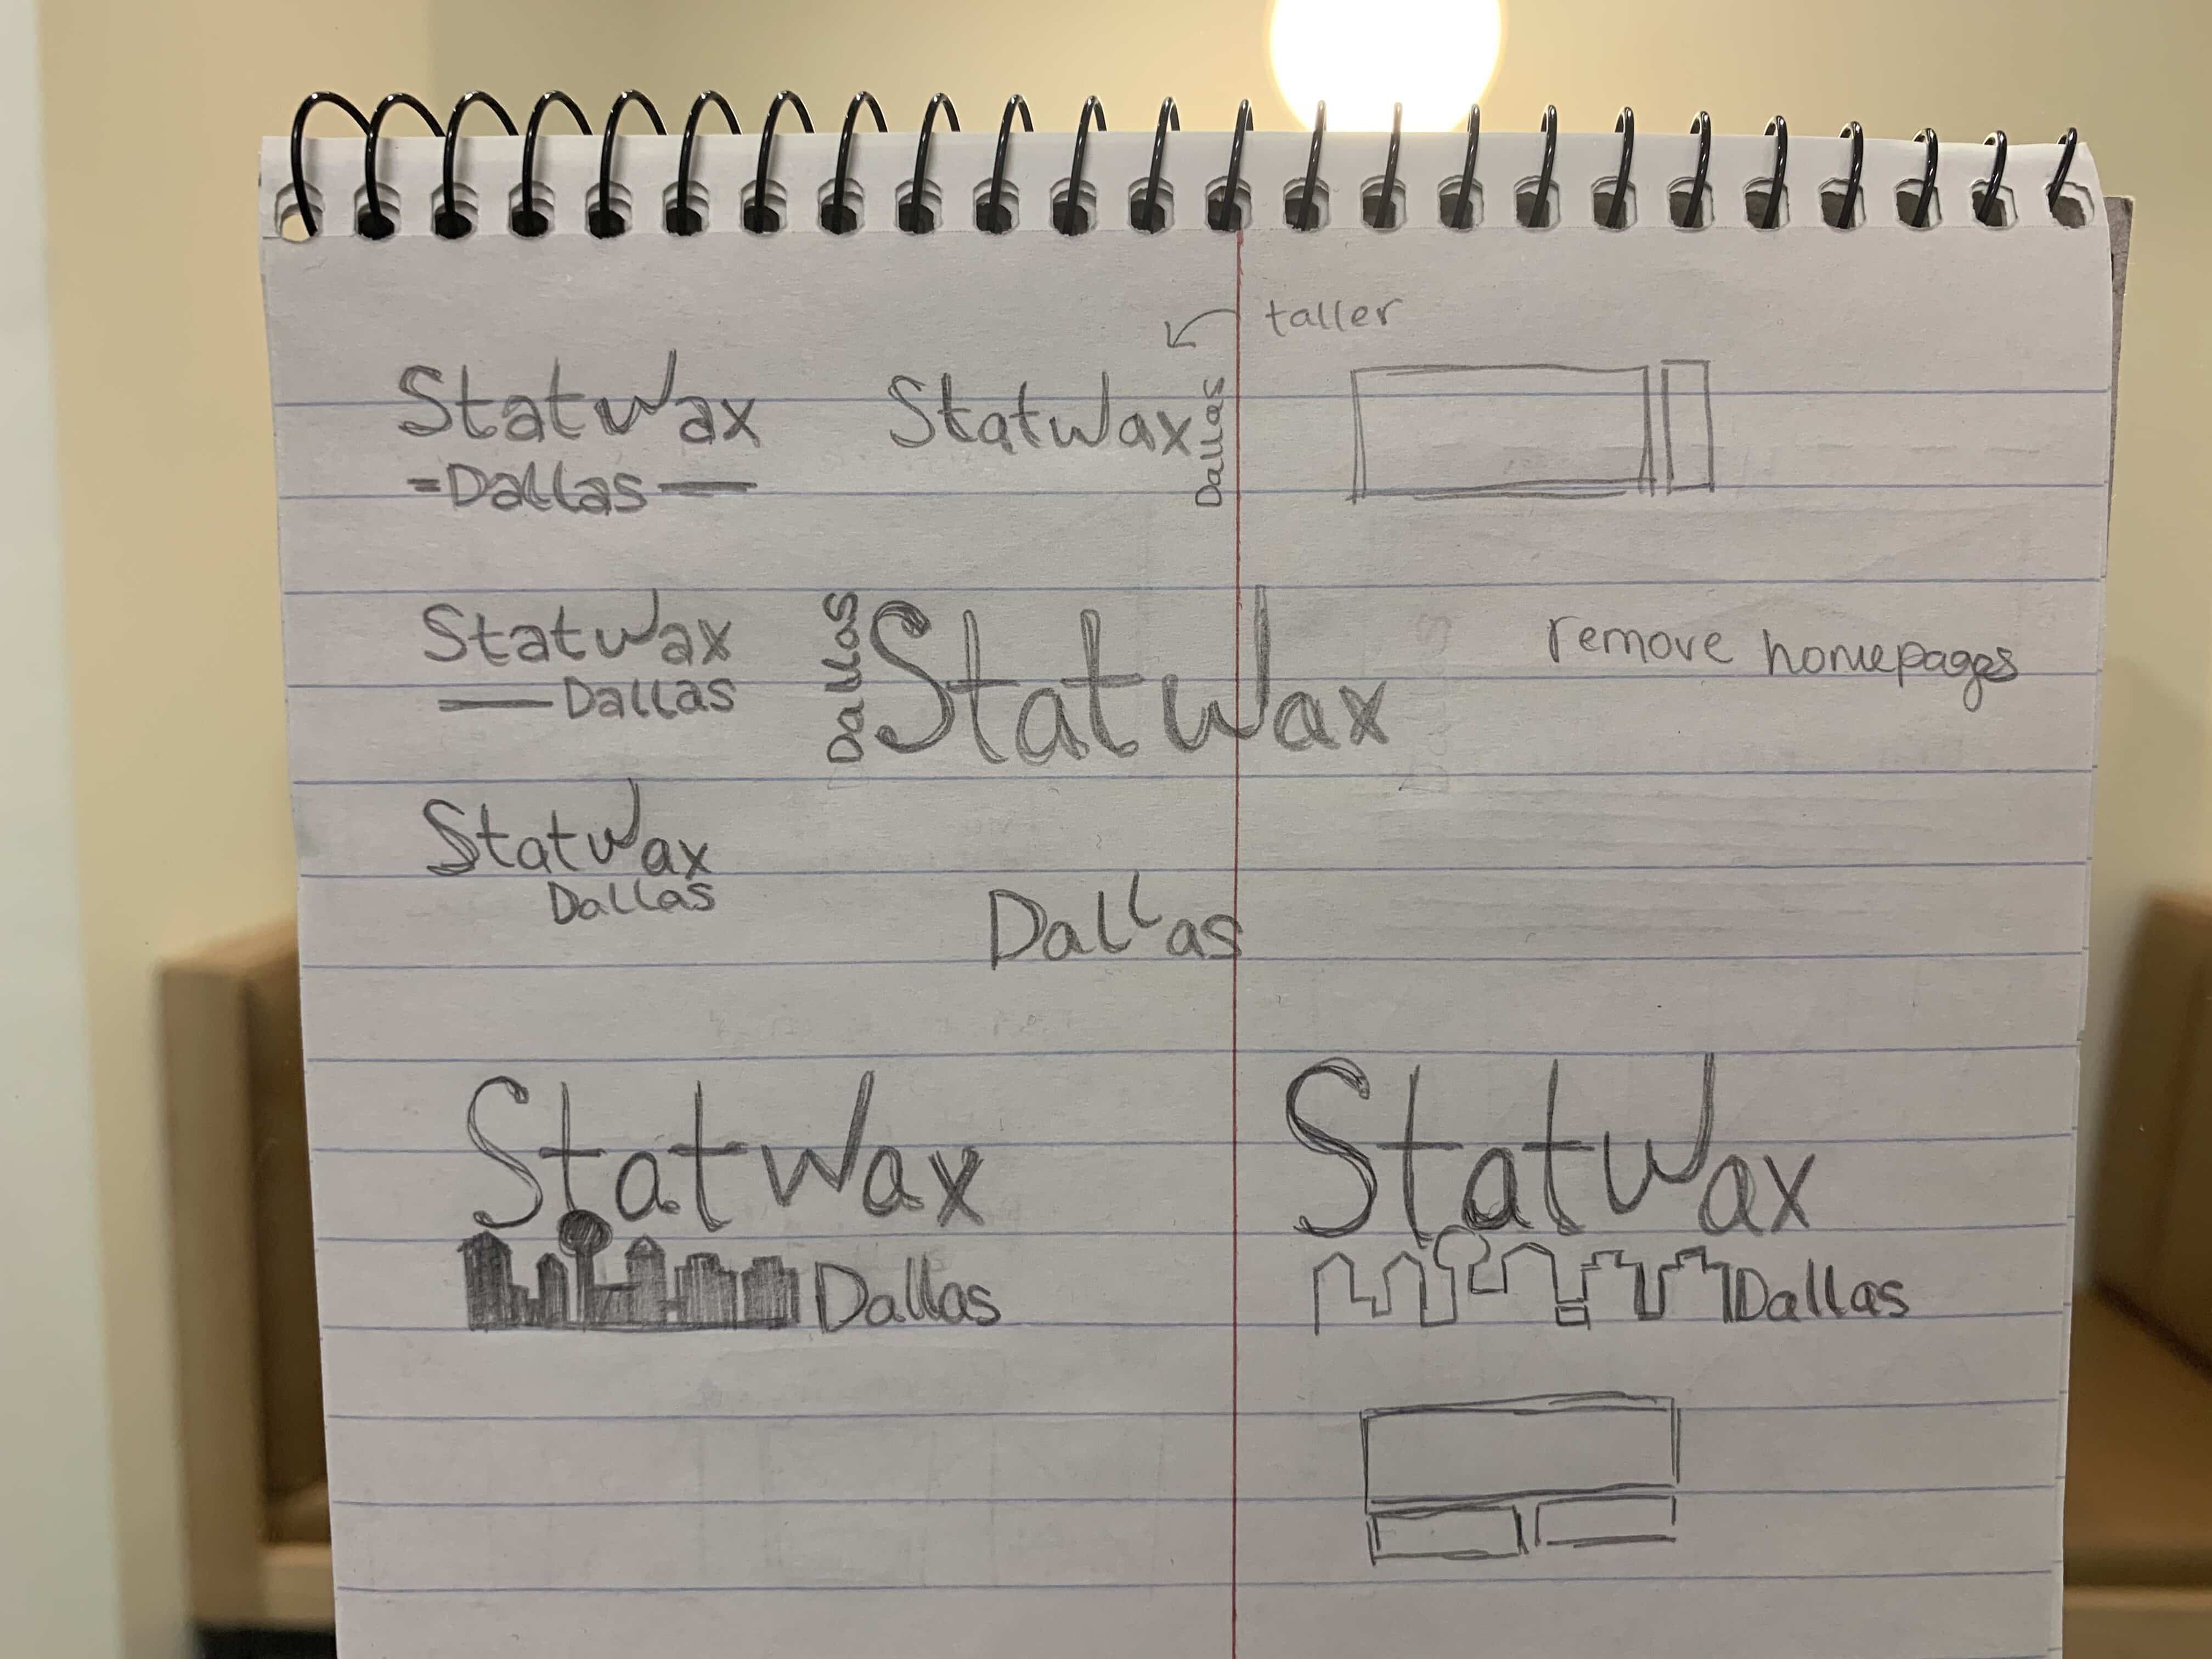 taller
StatWax
-Dallas-
StatWax
Dallas
StatWax
Dallas
Dallas
StatWax
remove homepages
StatWax
Dallas
Dallas
StatWax
Dallas
StatWax
Dallas